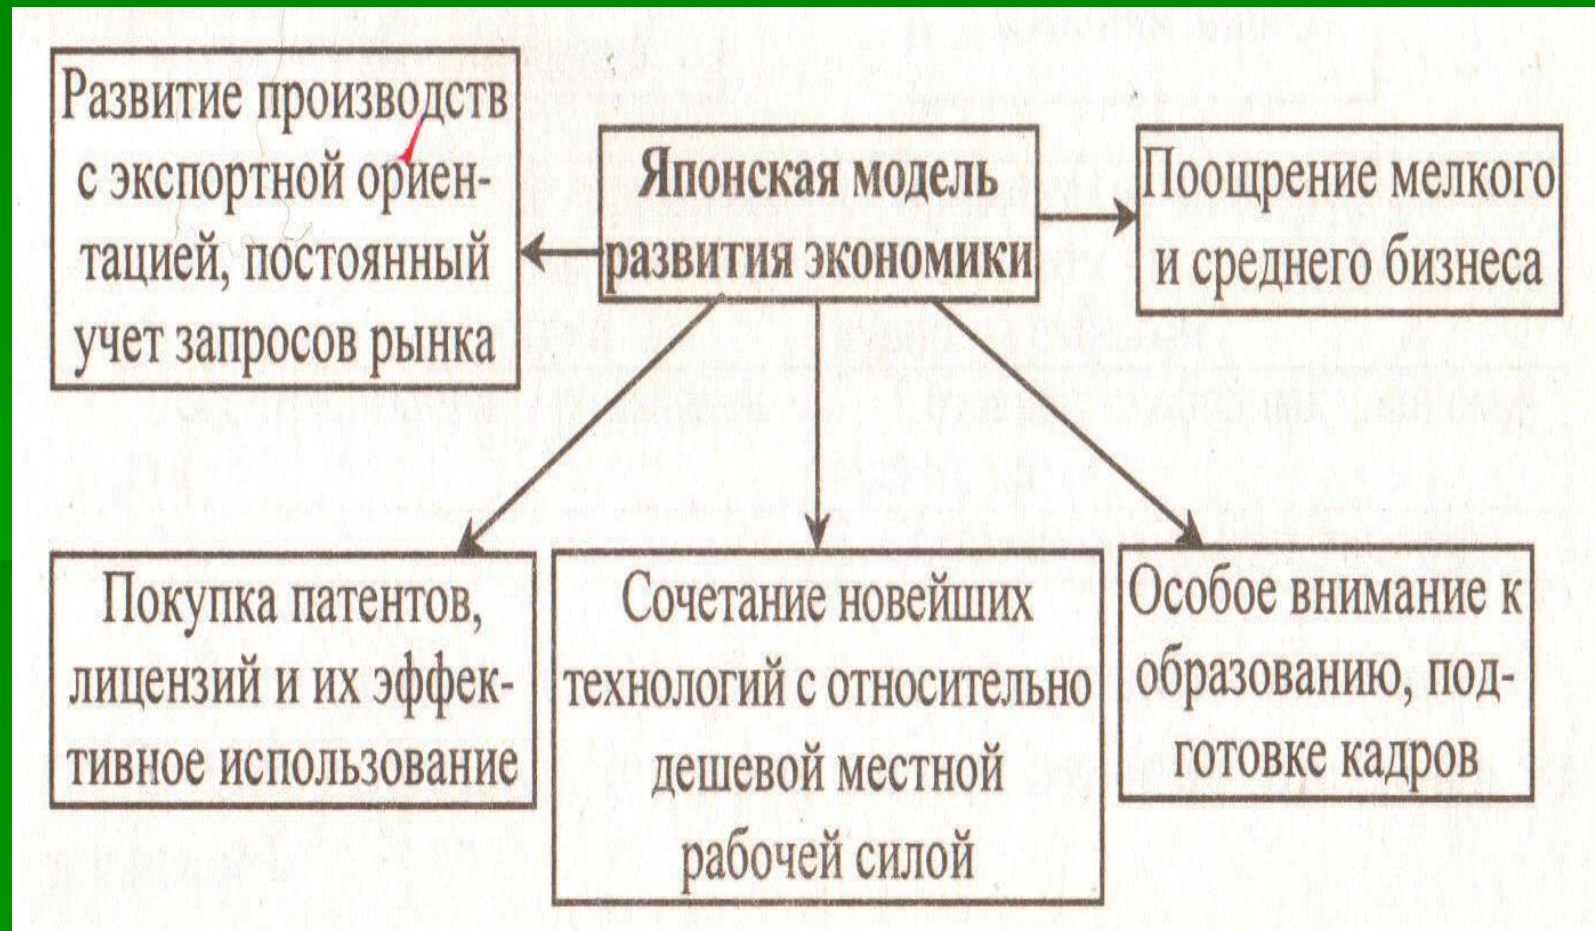 Развитие производств
с экспортной ориен-
тацией, постоянный
учет запросов рынка
Японская модель
развития экономики
Поощрение мелкого
и среднего бизнеса
Покупка патентов,
лицензий и их эффек-
тивное использование
Сочетание новейших
технологий с относительно
дешевой местной
рабочей силой
Особое внимание к
образованию, под-
готовке кадров